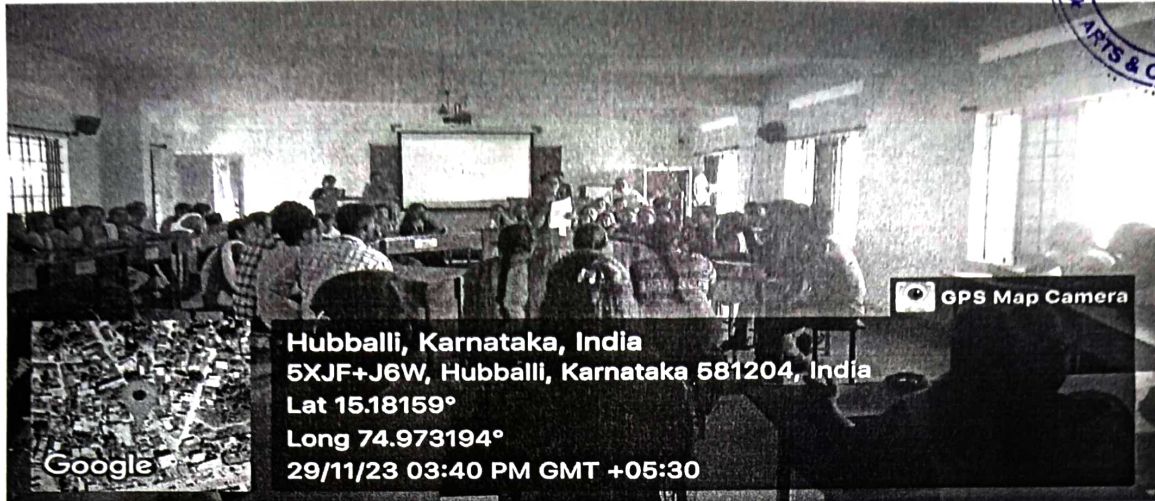 ARTS & C
GPS Map Camera
Hubballi, Karnataka, India
5XJF+J6W, Hubballi, Karnataka 581204, India
Lat 15.18159°
Long 74.973194°
29/11/23 03:40 PM GMT +05:30
Google